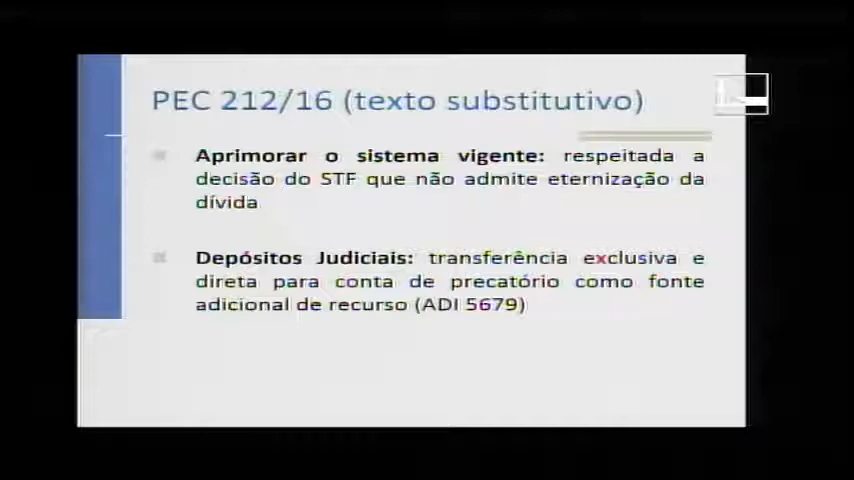 PEC 212/16 (texto substitutivo)
Aprimorar o sistema vigente: respeitada a
decisão do STF que não admite eternização da
dívida
Depósitos Judiciais: transferência exclusiva e
direta para conta de precatório como fonte
adicional de recurso (ADI 5679)